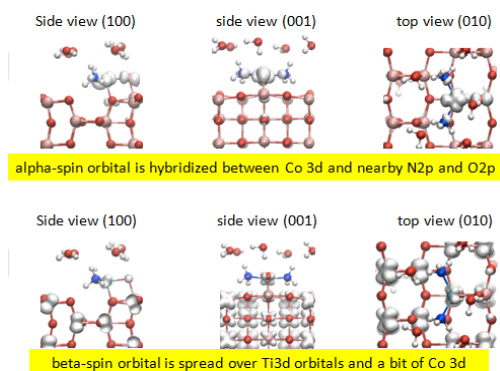 Side view (100) side view (001) top view (010)
alpha-spin orbital is hybridized between Co 3d and nearby N2p and O2p
Side view (100) side view (001) top view (010)
beta-spin orbital is spread over Ti3d orbitals and a bit of Co 3d